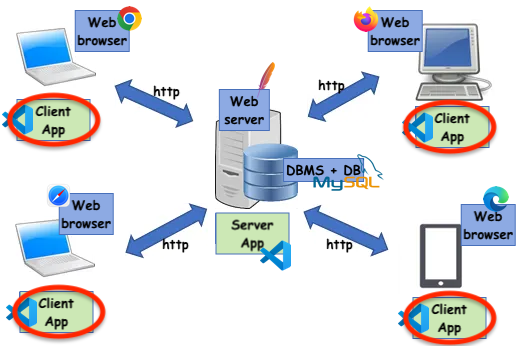 Web
browser
Web
browser
http
http
Web
server
Client
App
Client
App
DBMS + DB
MySQL
Web
browser
Web
browser
Server
App
http
http
Client
App
Client
App